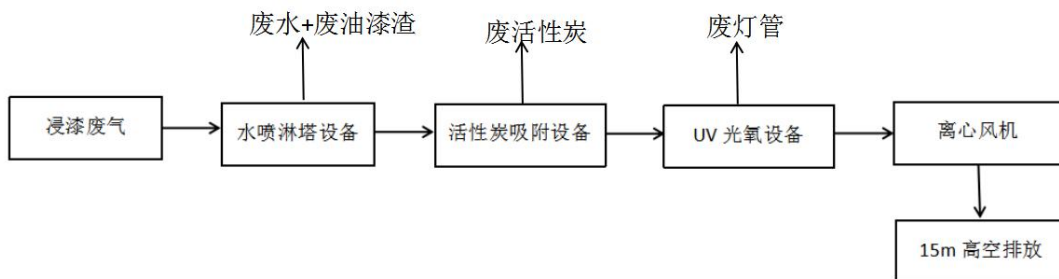 废水+废油漆渣
废活性炭
废灯管
浸漆废气
水喷淋塔设备
活性炭吸附设备
UV 光氧设备
离心风机
15m 高空排放